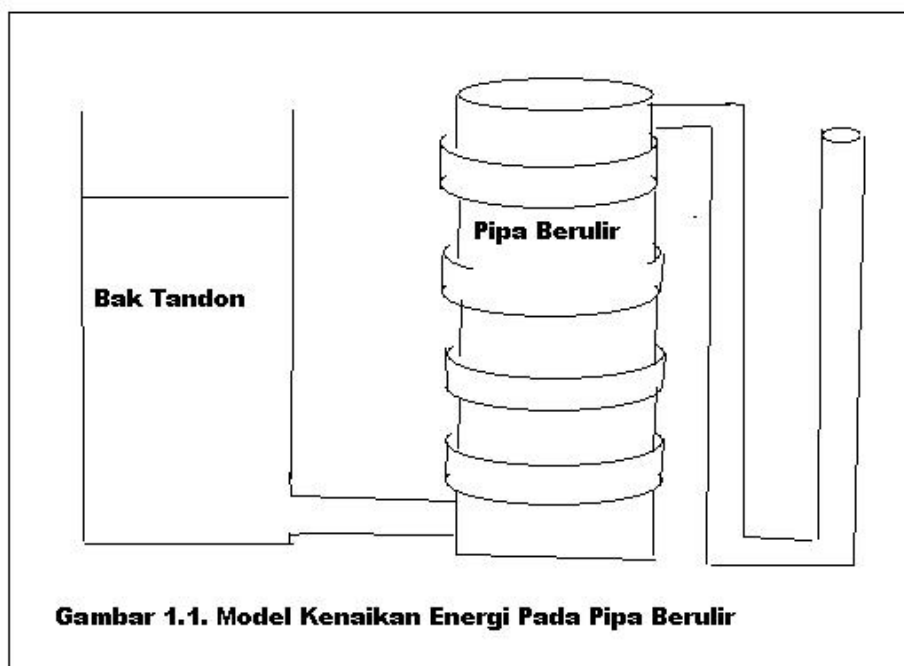 Pipa Berulir
Bak Tandon
Gambar 1.1. Model Kenaikan Energi Pada Pipa Berulir